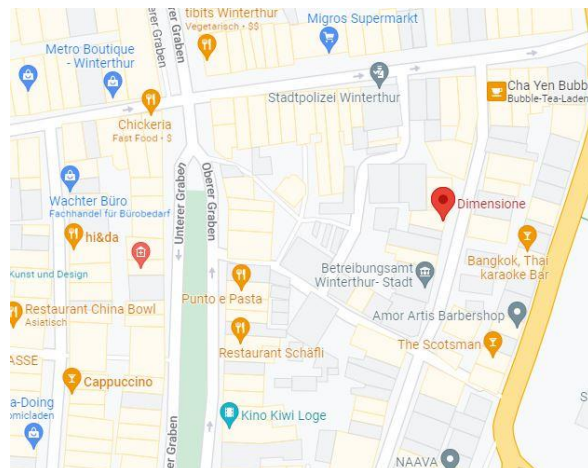 tibits Winterthur
Vegetarisch • $$
Migros Supermarkt
Metro Boutique
- Winterthur
Unterer Graben
Oberer Graben
Stadtpolizei Winterthur
Cha Yen Bubb
Bubble-Tea-Laden
Chickeria
Fast Food • $
Wachter Büro
Fachhandel für Bürobedarf
Oberer Graben
Unterer Graben
Dimensione
hi&da
Kunst und Design
Bangkok, Thai
karaoke Bar
Betreibungsamt
Winterthur- Stadt
Punto e Pasta
Restaurant China Bowl
Asiatisch
Amor Artis Barbershop
The Scotsman
Restaurant Schäfli
ASSE
Cappuccino
a-Doing
omicladen
Kino Kiwi Loge
NAAVA
S